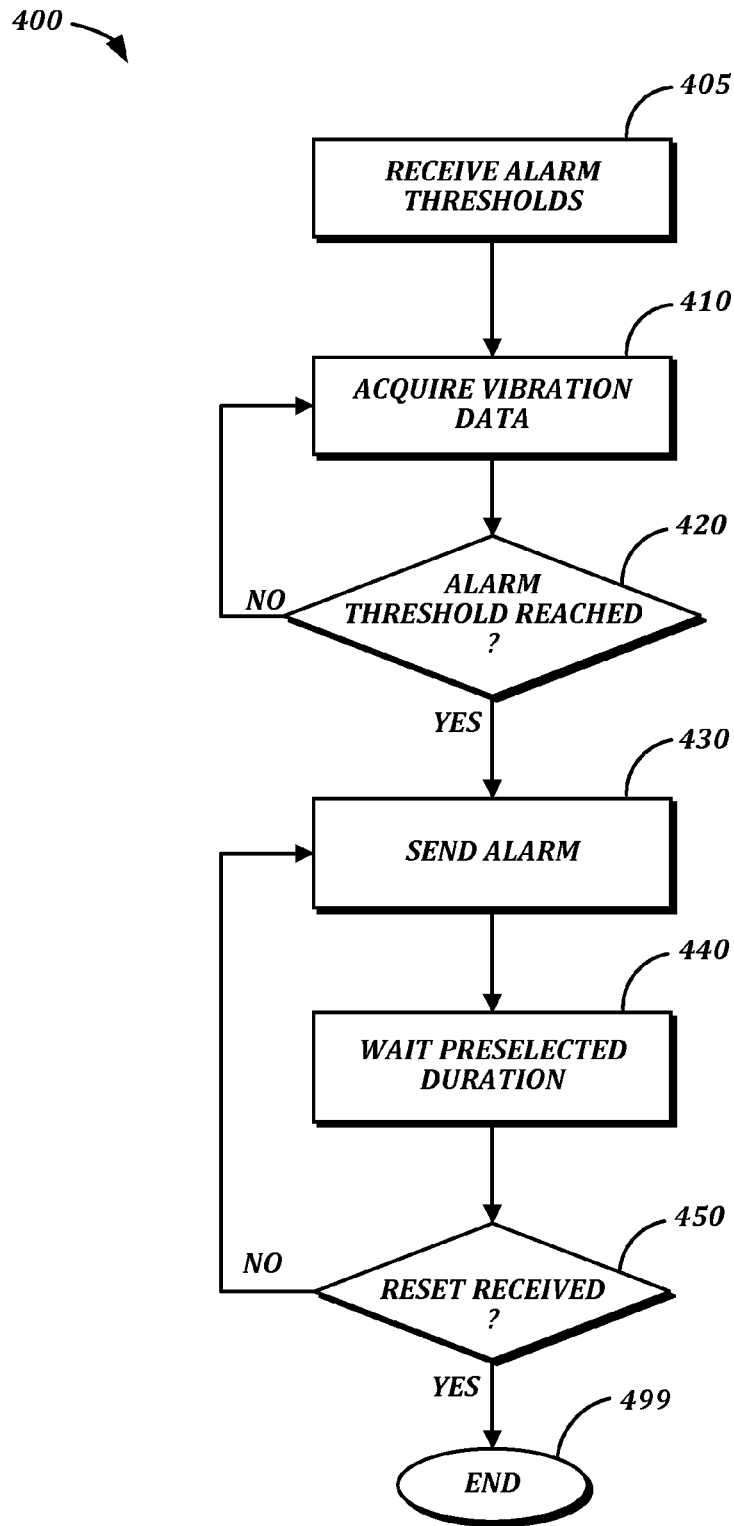 400
405
RECEIVE ALARM
THRESHOLDS
410
ACQUIRE VIBRATION
DATA
420
ALARM
THRESHOLD REACHED
?
NO
YES
430
SEND ALARM
440
WAIT PRESELECTED
DURATION
450
RESET RECEIVED
?
NO
YES
499
END